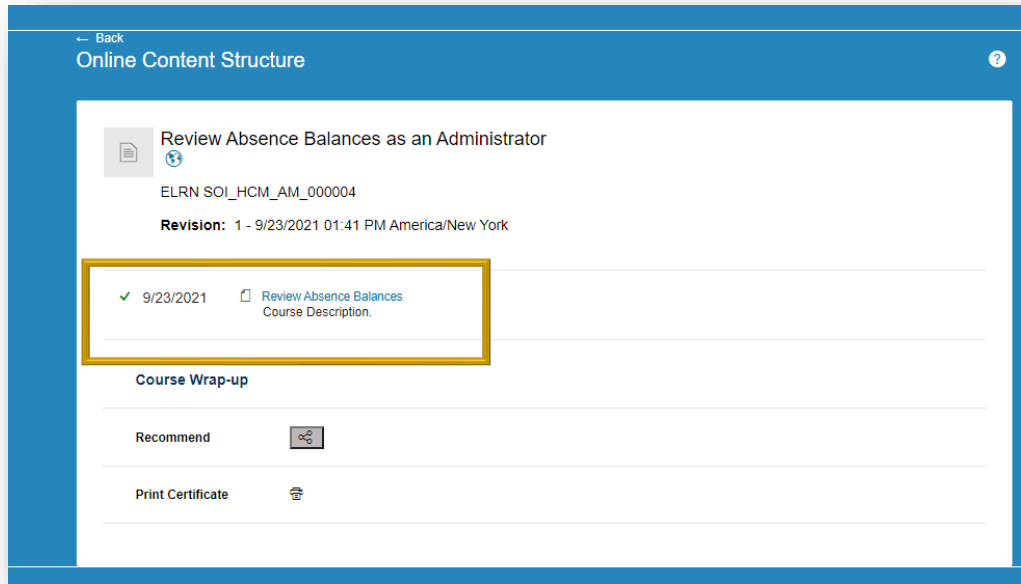 ← Back
Online Content Structure
?
Review Absence Balances as an Administrator
ELRN SOI_HCM_AM_000004
Revision: 1 - 9/23/2021 01:41 PM America/New York
✓ 9/23/2021 Review Absence Balances
Course Description.
Course Wrap-up
Recommend
Print Certificate